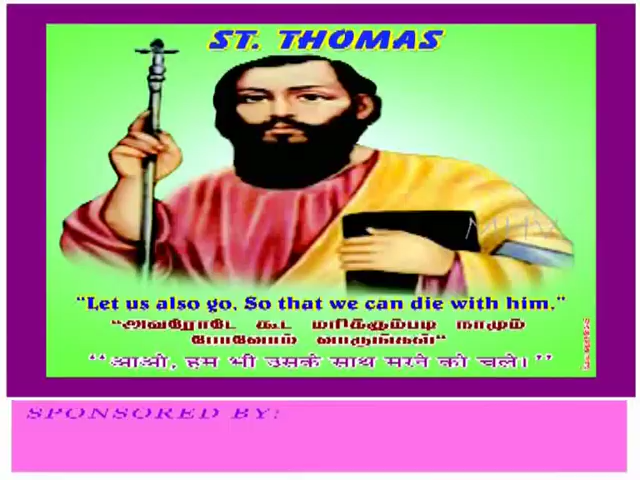 ST. THOMAS
"Let us also go, So that we can die with him."
"அவரோடே கூட மரிக்கும்படி நாமும்
போவோம் வாருங்கள்"
“आओ, हम भी उसके साथ मरने को चले।”
SPONSORED BY: